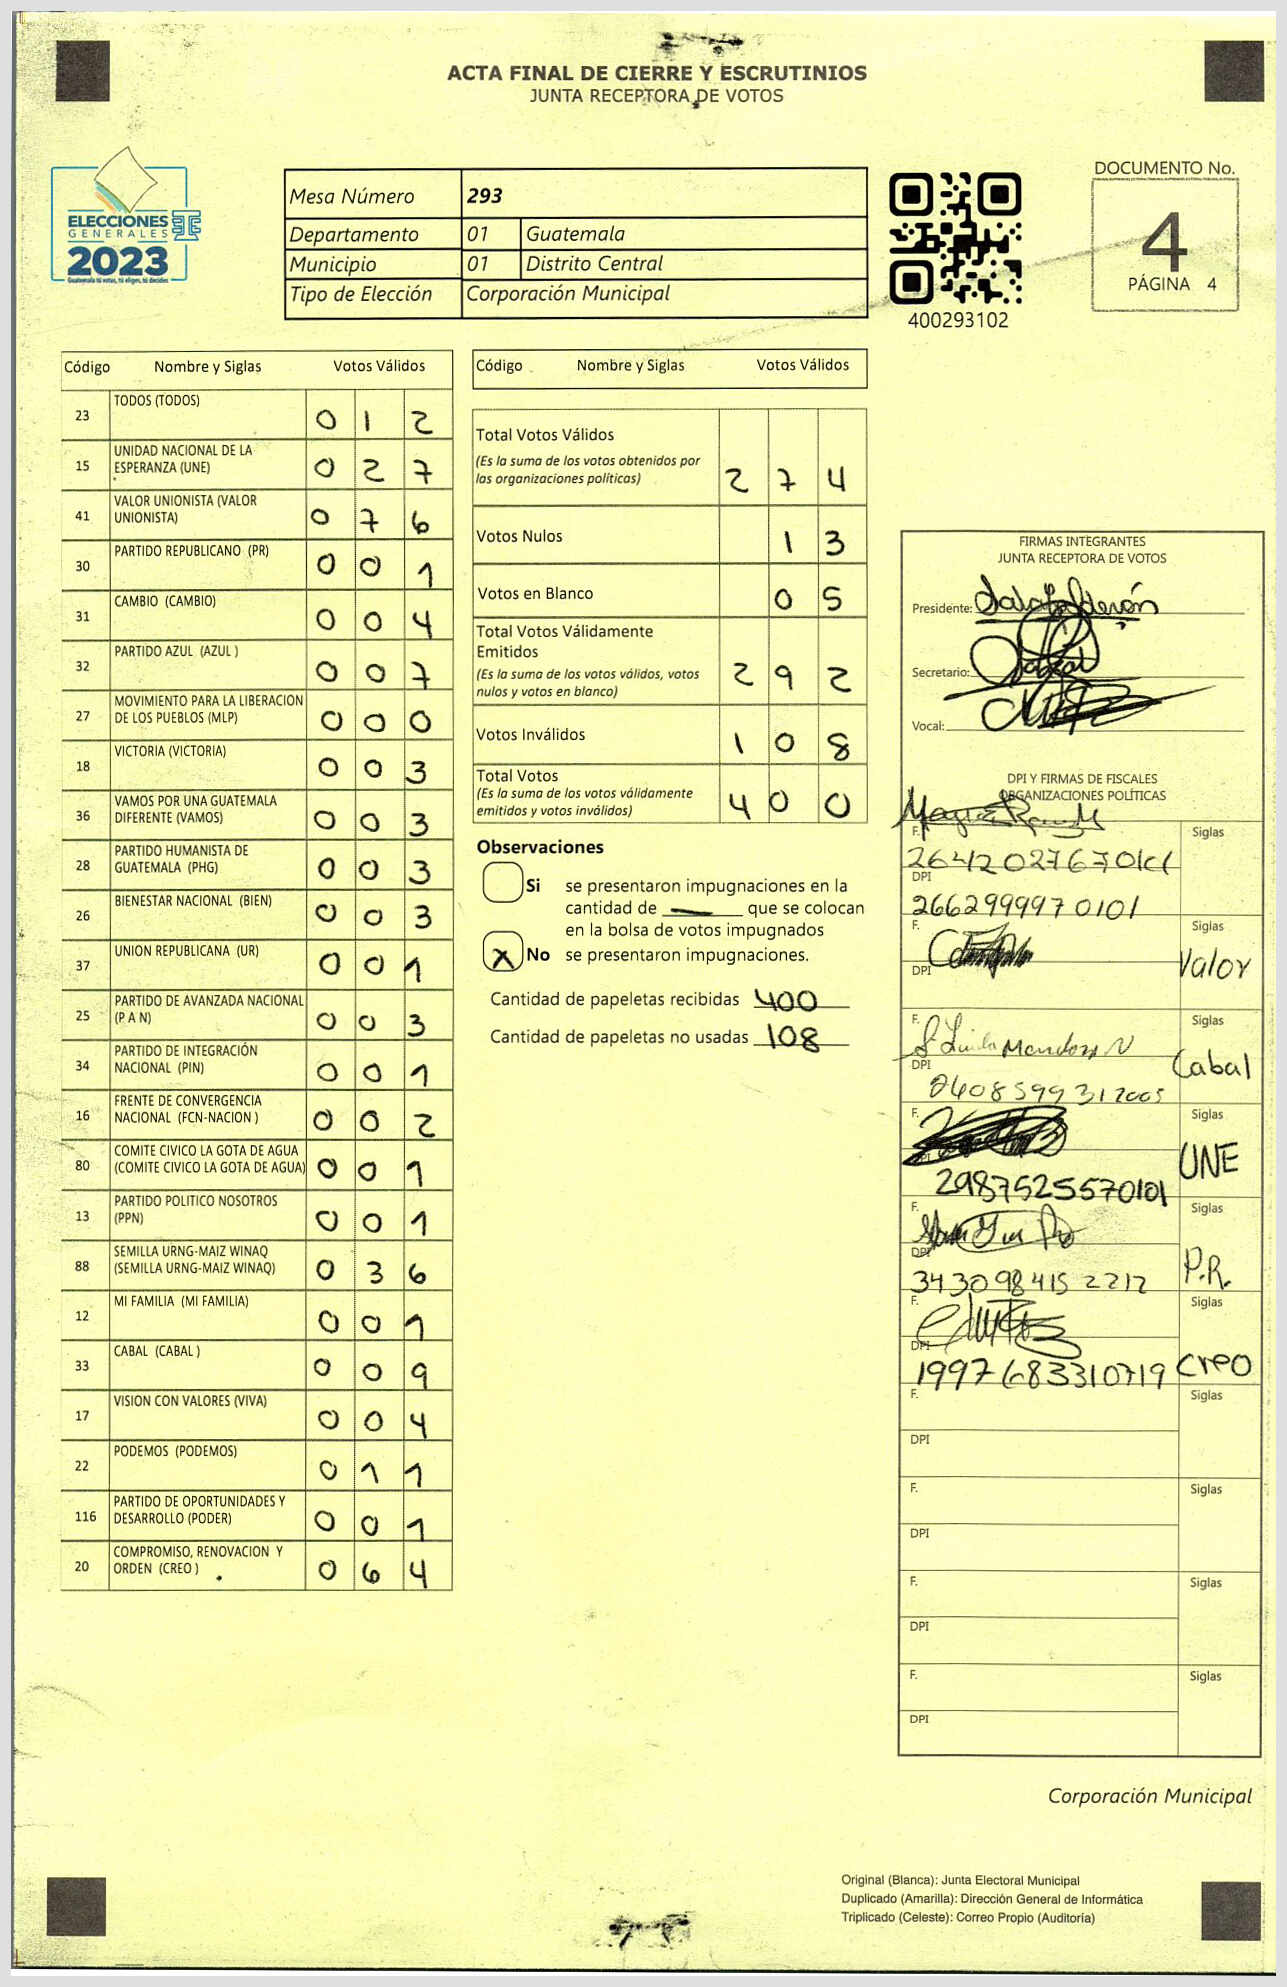 ACTA FINAL DE CIERRE Y ESCRUTINIOS
JUNTA RECEPTORA DE VOTOS
ELECCIONES
GENERALES
2023
Guatemala tú votas, tú eliges, tú decides
Mesa Número 293
Departamento 01 Guatemala
Municipio 01 Distrito Central
Tipo de Elección Corporación Municipal
400293102
DOCUMENTO No.
4
PÁGINA 4
Código Nombre y Siglas Votos Válidos
23 TODOS (TODOS) 0 1 2
15 UNIDAD NACIONAL DE LA
ESPERANZA (UNE) 0 2 7
41 VALOR UNIONISTA (VALOR
UNIONISTA) 0 7 6
30 PARTIDO REPUBLICANO (PR) 0 0 1
31 CAMBIO (CAMBIO) 0 0 4
32 PARTIDO AZUL (AZUL ) 0 0 7
27 MOVIMIENTO PARA LA LIBERACION
DE LOS PUEBLOS (MLP) 0 0 0
18 VICTORIA (VICTORIA) 0 0 3
36 VAMOS POR UNA GUATEMALA
DIFERENTE (VAMOS) 0 0 3
28 PARTIDO HUMANISTA DE
GUATEMALA (PHG) 0 0 3
26 BIENESTAR NACIONAL (BIEN) 0 0 3
37 UNION REPUBLICANA (UR) 0 0 1
25 PARTIDO DE AVANZADA NACIONAL
(P A N) 0 0 3
34 PARTIDO DE INTEGRACIÓN
NACIONAL (PIN) 0 0 1
16 FRENTE DE CONVERGENCIA
NACIONAL (FCN-NACION ) 0 0 2
80 COMITE CIVICO LA GOTA DE AGUA
(COMITE CIVICO LA GOTA DE AGUA) 0 0 1
13 PARTIDO POLITICO NOSOTROS
(PPN) 0 0 1
88 SEMILLA URNG-MAIZ WINAQ
(SEMILLA URNG-MAIZ WINAQ) 0 3 6
12 MI FAMILIA (MI FAMILIA) 0 0 1
33 CABAL (CABAL ) 0 0 9
17 VISION CON VALORES (VIVA) 0 0 4
22 PODEMOS (PODEMOS) 0 1 1
116 PARTIDO DE OPORTUNIDADES Y
DESARROLLO (PODER) 0 0 1
20 COMPROMISO, RENOVACION Y
ORDEN (CREO ) 0 6 4
Código Nombre y Siglas Votos Válidos
Total Votos Válidos
(Es la suma de los votos obtenidos por
las organizaciones políticas) 2 7 4
Votos Nulos 1 3
Votos en Blanco 0 5
Total Votos Válidamente
Emitidos
(Es la suma de los votos válidos, votos
nulos y votos en blanco) 2 9 2
Votos Inválidos 1 0 8
Total Votos
(Es la suma de los votos válidamente
emitidos y votos inválidos) 4 0 0
Observaciones
Si se presentaron impugnaciones en la
cantidad de que se colocan
en la bolsa de votos impugnados
X No se presentaron impugnaciones.
Cantidad de papeletas recibidas 400
Cantidad de papeletas no usadas 108
FIRMAS INTEGRANTES
JUNTA RECEPTORA DE VOTOS
Presidente:
Secretario:
Vocal:
DPI Y FIRMAS DE FISCALES
ORGANIZACIONES POLÍTICAS
F. Siglas
DPI
2662999970101
F. Siglas
DPI Valor
F. Siglas
Mendoza N
DPI Cabal
2408599312005
F. Siglas
DPI UNE
2987525570101
F. Siglas
DPI P.R.
3430984152212
F. Siglas
DPI
1997683310719 Creo
F. Siglas
DPI
F. Siglas
DPI
F. Siglas
DPI
F. Siglas
DPI
Corporación Municipal
Original (Blanca): Junta Electoral Municipal
Duplicado (Amarilla): Dirección General de Informática
Triplicado (Celeste): Correo Propio (Auditoría)